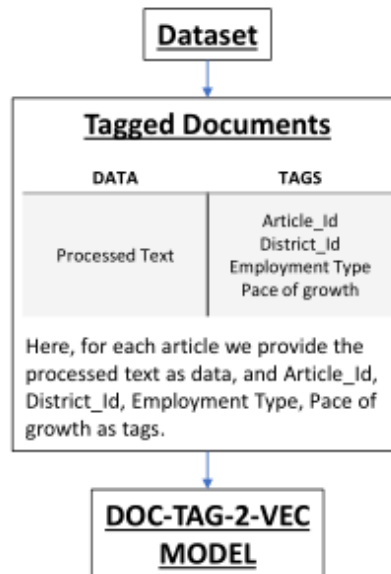 Dataset
Tagged Documents
DATA
TAGS
Processed Text
Article_Id
District_Id
Employment Type
Pace of growth
Here, for each article we provide the
processed text as data, and Article_Id,
District_Id, Employment Type, Pace of
growth as tags.
DOC-TAG-2-VEC
MODEL